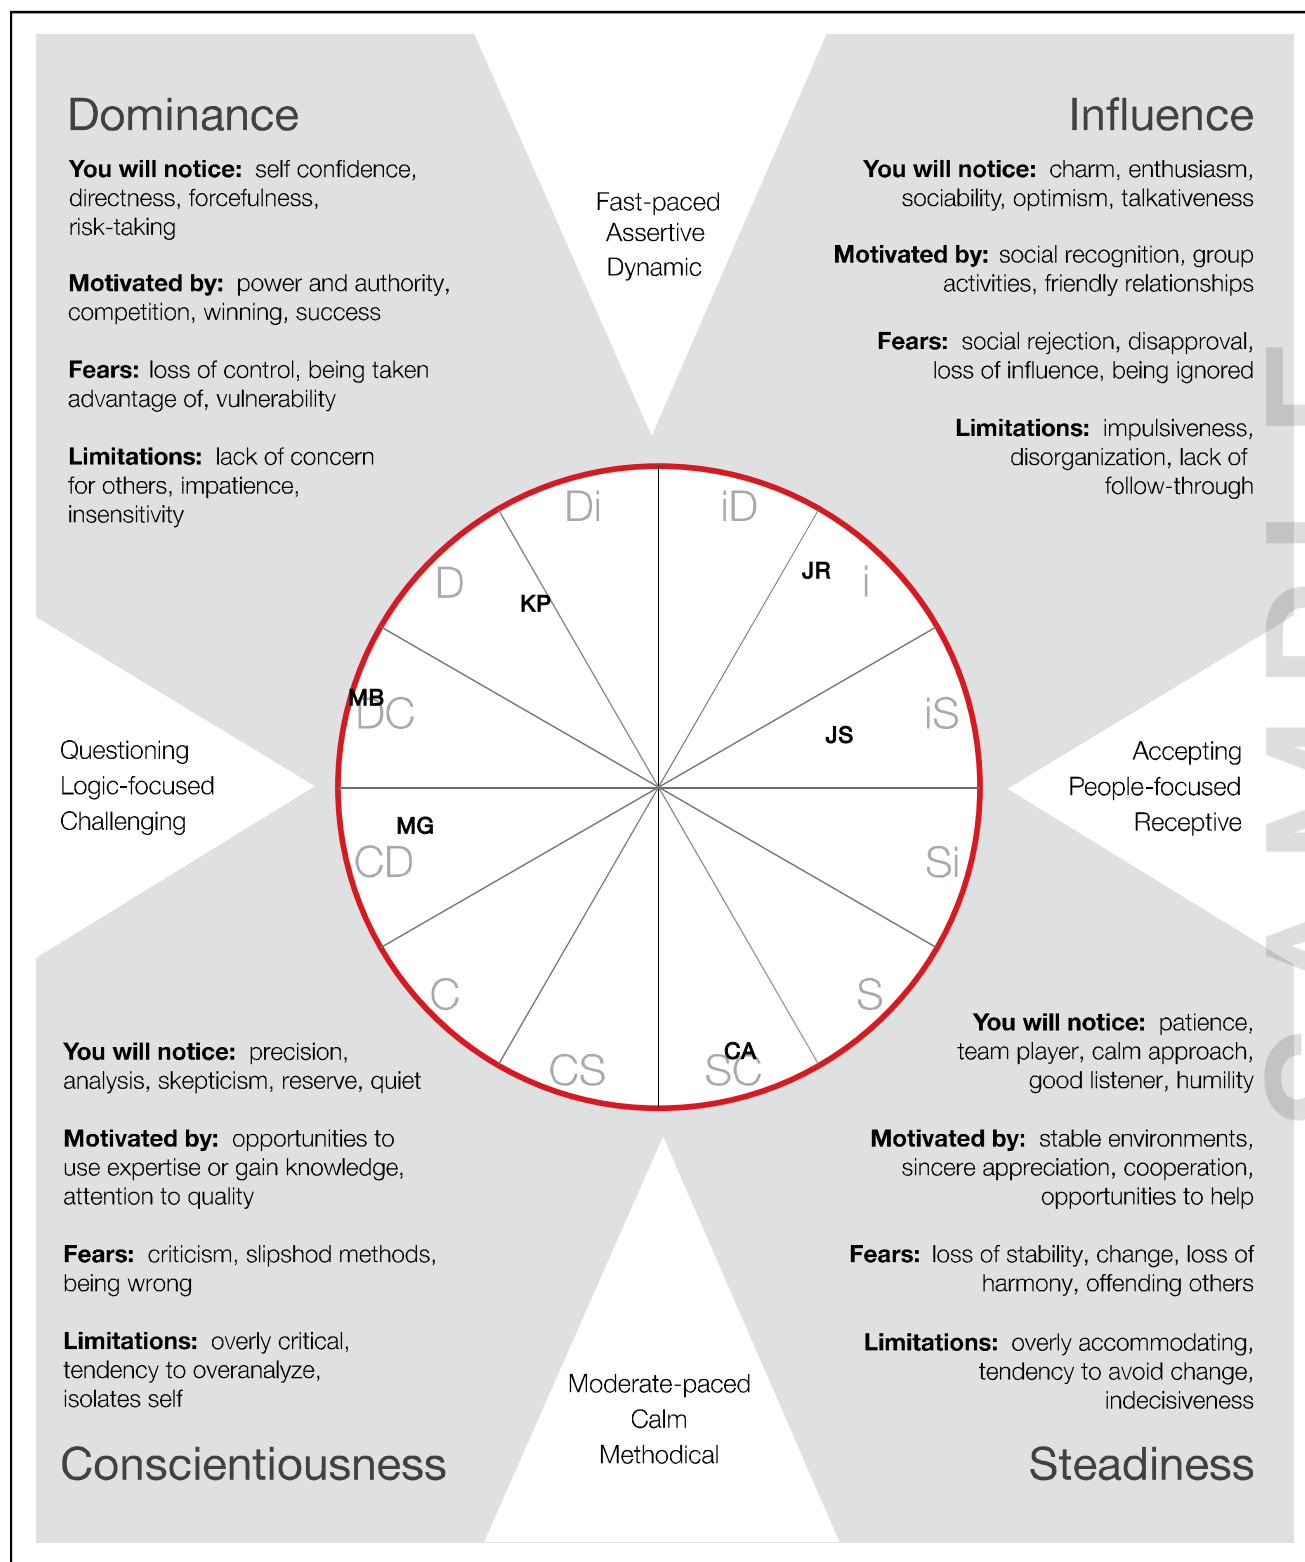 Dominance
You will notice: self confidence,
directness, forcefulness,
risk-taking
Motivated by: power and authority,
competition, winning, success
Fears: loss of control, being taken
advantage of, vulnerability
Limitations: lack of concern
for others, impatience,
insensitivity
Fast-paced
Assertive
Dynamic
Influence
You will notice: charm, enthusiasm,
sociability, optimism, talkativeness
Motivated by: social recognition, group
activities, friendly relationships
Fears: social rejection, disapproval,
loss of influence, being ignored
Limitations: impulsiveness,
disorganization, lack of
follow-through
Di
iD
D
KP
JR
i
MB
DC
JS
iS
Questioning
Logic-focused
Challenging
Accepting
People-focused
Receptive
MG
CD
Si
C
S
CS
CA
SC
You will notice: precision,
analysis, skepticism, reserve, quiet
Motivated by: opportunities to
use expertise or gain knowledge,
attention to quality
Fears: criticism, slipshod methods,
being wrong
Limitations: overly critical,
tendency to overanalyze,
isolates self
Conscientiousness
Moderate-paced
Calm
Methodical
You will notice: patience,
team player, calm approach,
good listener, humility
Motivated by: stable environments,
sincere appreciation, cooperation,
opportunities to help
Fears: loss of stability, change, loss of
harmony, offending others
Limitations: overly accommodating,
tendency to avoid change,
indecisiveness
Steadiness
SAMPLE